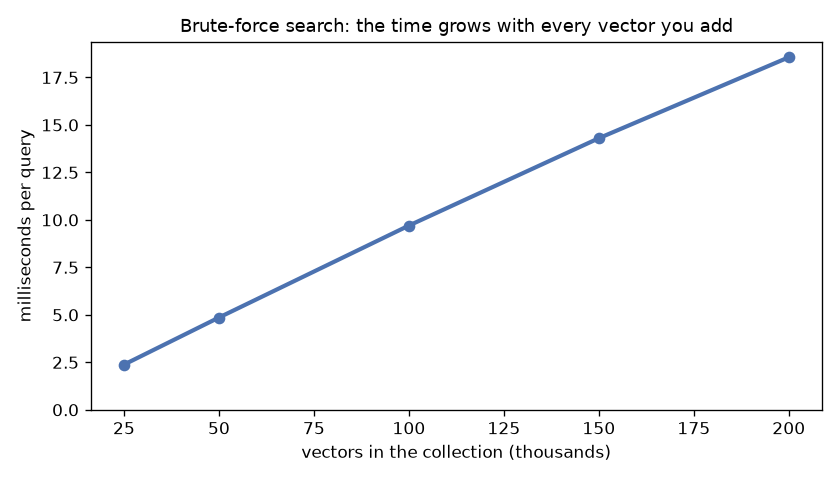 Brute-force search: the time grows with every vector you add
milliseconds per query
17.5
15.0
12.5
10.0
7.5
5.0
2.5
0.0
25 50 75 100 125 150 175 200
vectors in the collection (thousands)